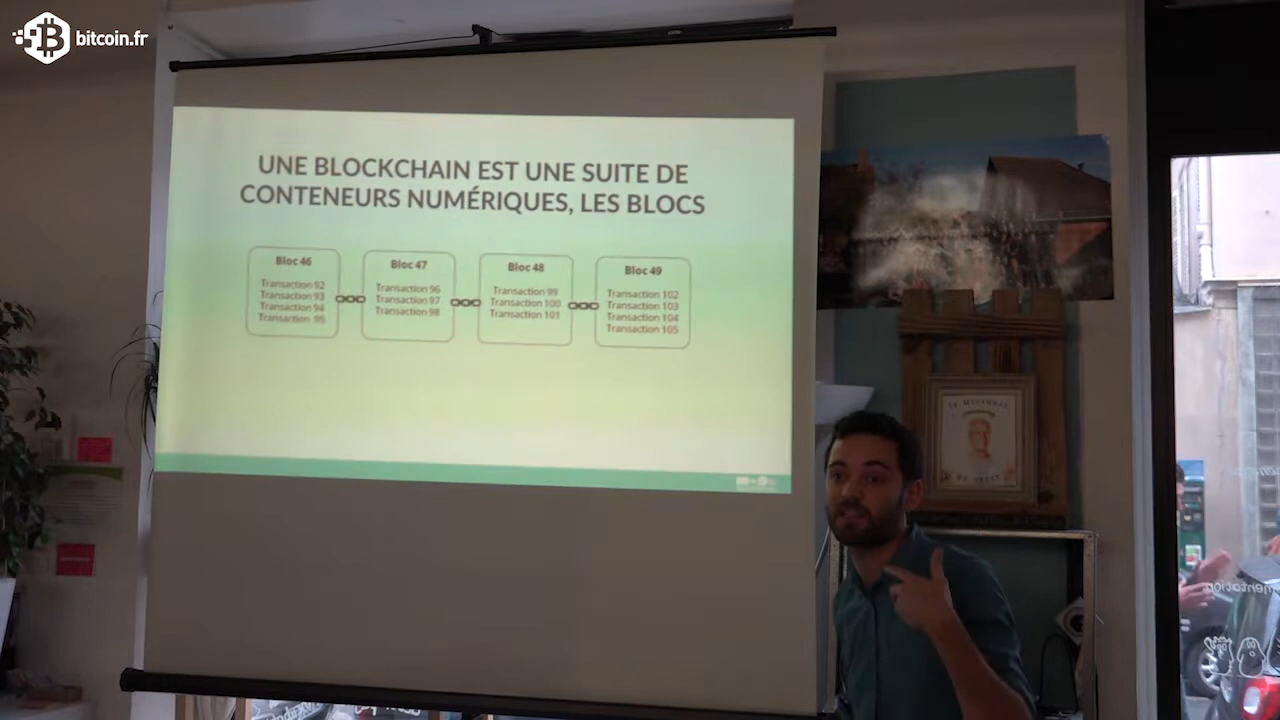 bitcoin.fr
UNE BLOCKCHAIN EST UNE SUITE DE
CONTENEURS NUMÉRIQUES, LES BLOCS
Bloc 46
Transaction 92
Transaction 93
Transaction 94
Transaction 95
Bloc 47
Transaction 96
Transaction 97
Transaction 98
Bloc 48
Transaction 99
Transaction 100
Transaction 101
Bloc 49
Transaction 102
Transaction 103
Transaction 104
Transaction 105